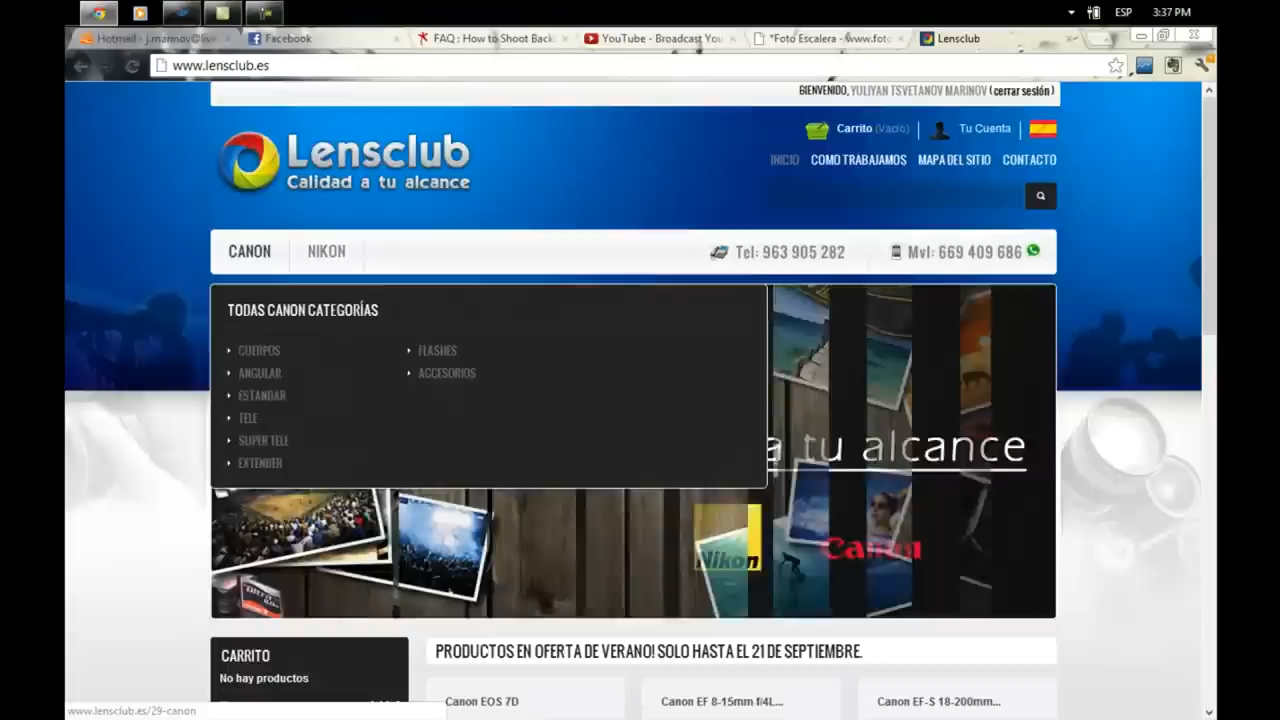 ESP 3:37 PM
Hotmail - j.marinov@live
Facebook
FAQ: How to Shoot Back
YouTube - Broadcast You
*Foto Escalera - www.foto
Lensclub
www.lensclub.es
BIENVENIDO, YULIYAN TSVETANOV MARINOV ( cerrar sesión )
Carrito (Vacío)
Tu Cuenta
Lensclub
Calidad a tu alcance
INICIO COMO TRABAJAMOS MAPA DEL SITIO CONTACTO
CANON NIKON
Tel: 963 905 282
Mvl: 669 409 686
TODAS CANON CATEGORÍAS
CUERPOS
ANGULAR
ESTANDAR
TELE
SUPER TELE
EXTENDER
FLASHES
ACCESORIOS
a tu alcance
Nikon
Canon
CARRITO
No hay productos
PRODUCTOS EN OFERTA DE VERANO! SOLO HASTA EL 21 DE SEPTIEMBRE.
Canon EOS 7D
Canon EF 8-15mm f/4L...
Canon EF-S 18-200mm...
www.lensclub.es/29-canon